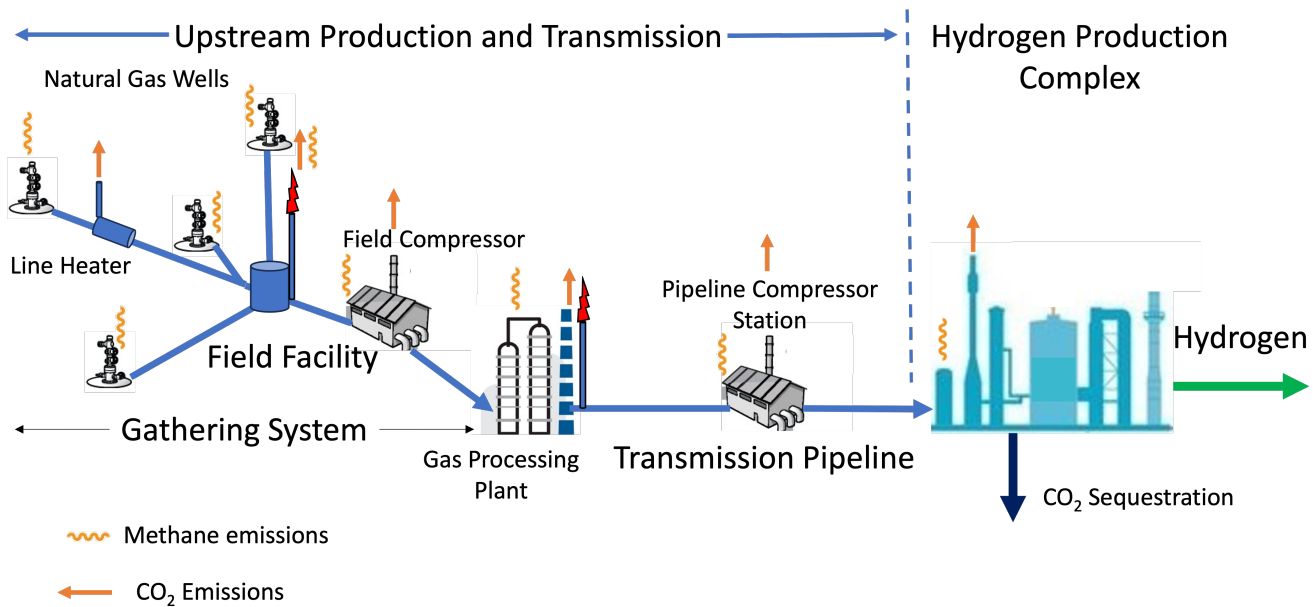 Upstream Production and Transmission
Hydrogen Production
Complex
Natural Gas Wells
Line Heater
Field Compressor
Field Facility
Pipeline Compressor
Station
Hydrogen
Gathering System
Gas Processing
Plant
Transmission Pipeline
CO₂ Sequestration
Methane emissions
CO₂ Emissions